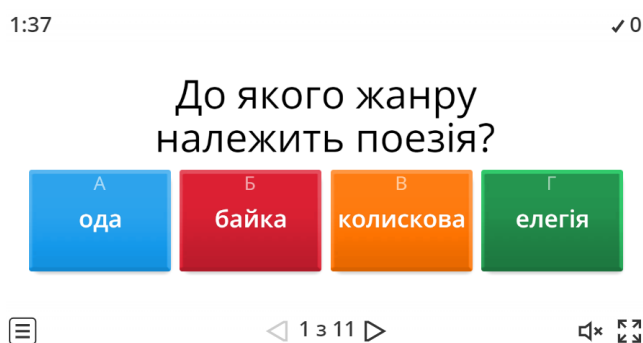 1:37
✓ 0
До якого жанру
належить поезія?
А
ода
Б
байка
В
колискова
Г
елегія
1 з 11